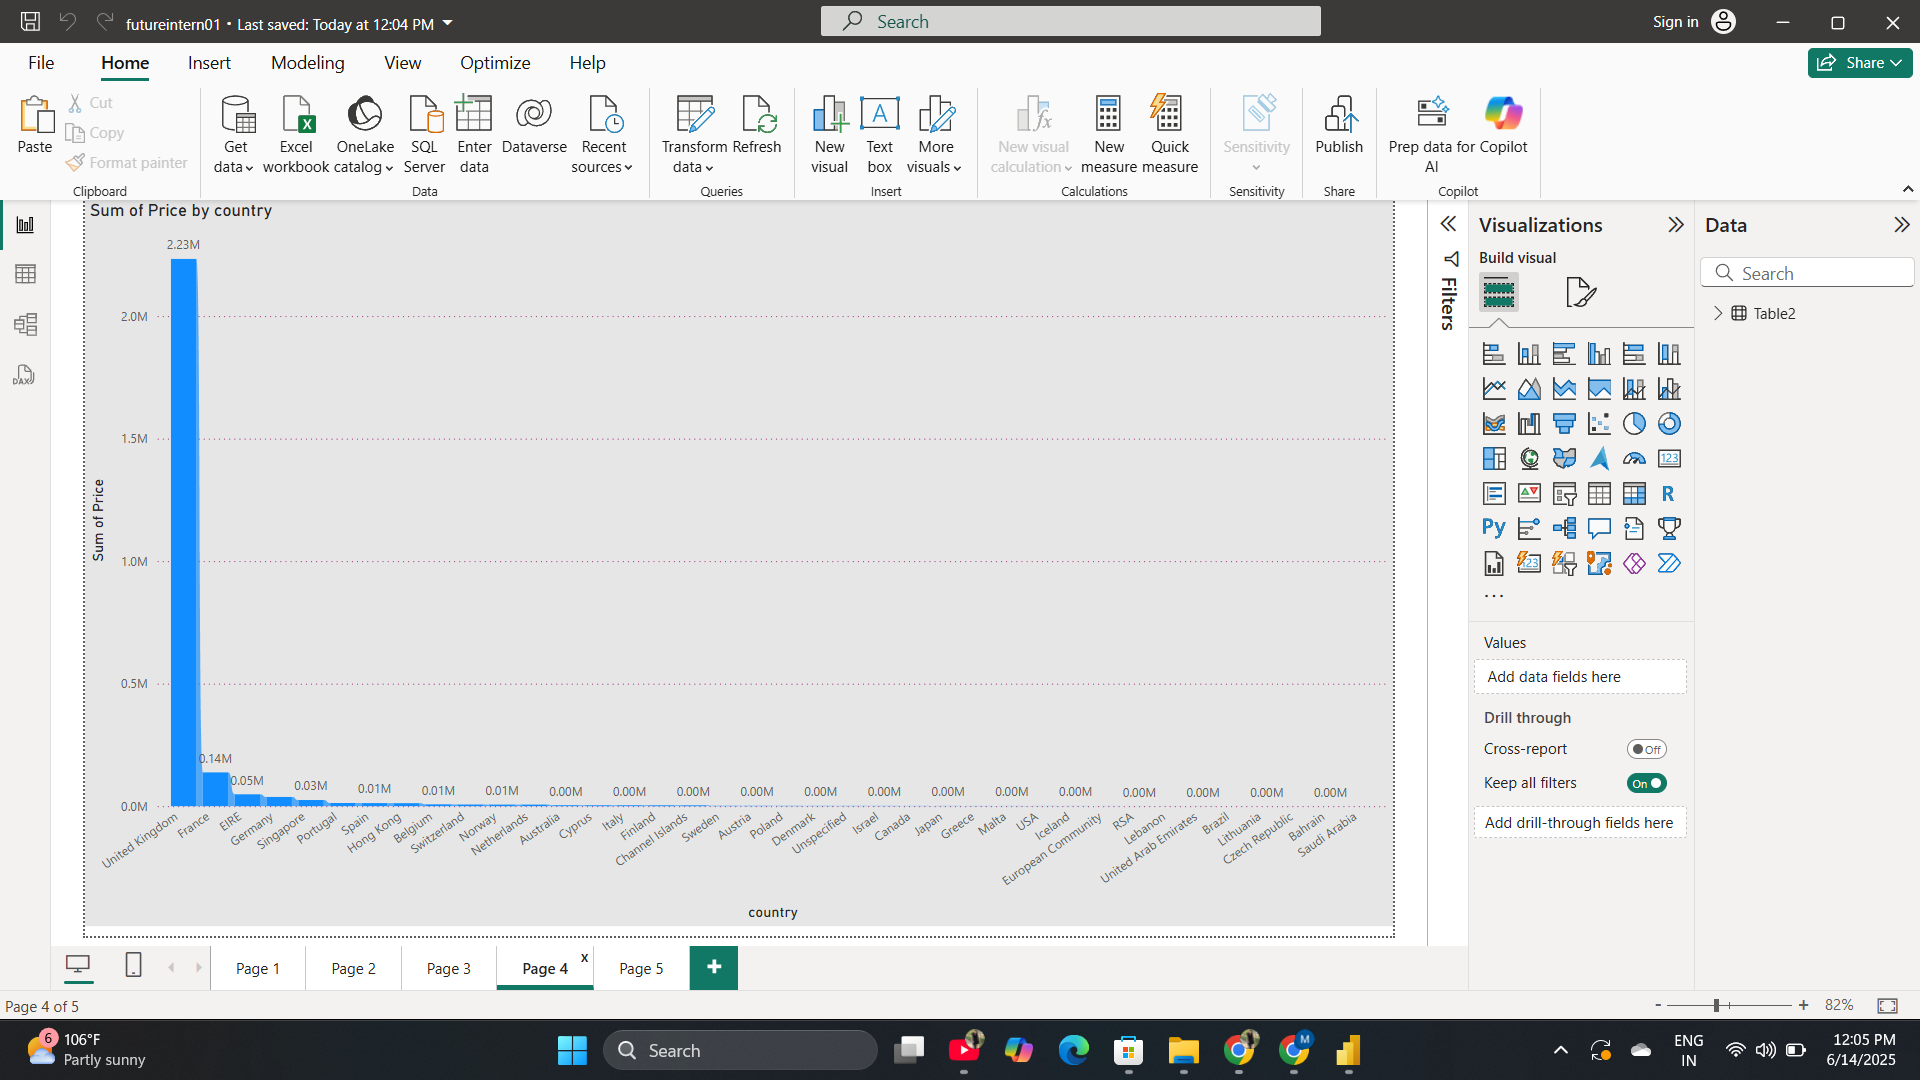 futureintern01 • Last saved: Today at 12:04 PM
Search
Sign in
File
Home
Insert
Modeling
View
Optimize
Help
Share
Paste
Cut
Copy
Format painter
Clipboard
Get data
Excel workbook
OneLake catalog
SQL Server
Enter data
Dataverse
Recent sources
Data
Transform data
Refresh
Queries
New visual
Text box
More visuals
Insert
New visual calculation
New measure
Quick measure
Calculations
Sensitivity
Sensitivity
Publish
Share
Prep data for AI
Copilot
Copilot
Sum of Price by country
2.23M
2.0M
1.5M
1.0M
0.5M
0.0M
Sum of Price
0.14M
0.05M
0.03M
0.01M
0.01M
0.01M
0.00M
0.00M
0.00M
0.00M
0.00M
0.00M
0.00M
0.00M
0.00M
0.00M
0.00M
0.00M
0.00M
United Kingdom
France
EIRE
Germany
Singapore
Portugal
Spain
Hong Kong
Belgium
Switzerland
Norway
Netherlands
Australia
Cyprus
Italy
Finland
Channel Islands
Sweden
Austria
Poland
Denmark
Unspecified
Israel
Canada
Japan
Greece
Malta
USA
Iceland
European Community
RSA
Lebanon
United Arab Emirates
Brazil
Lithuania
Czech Republic
Bahrain
Saudi Arabia
country
Filters
Visualizations
Build visual
123
R
Py
123
...
Values
Add data fields here
Drill through
Cross-report
Off
Keep all filters
On
Add drill-through fields here
Data
Search
Table2
DAX
Page 1
Page 2
Page 3
Page 4
x
Page 5
+
Page 4 of 5
- + 82%
6
106°F
Partly sunny
Search
M
ENG
IN
12:05 PM
6/14/2025